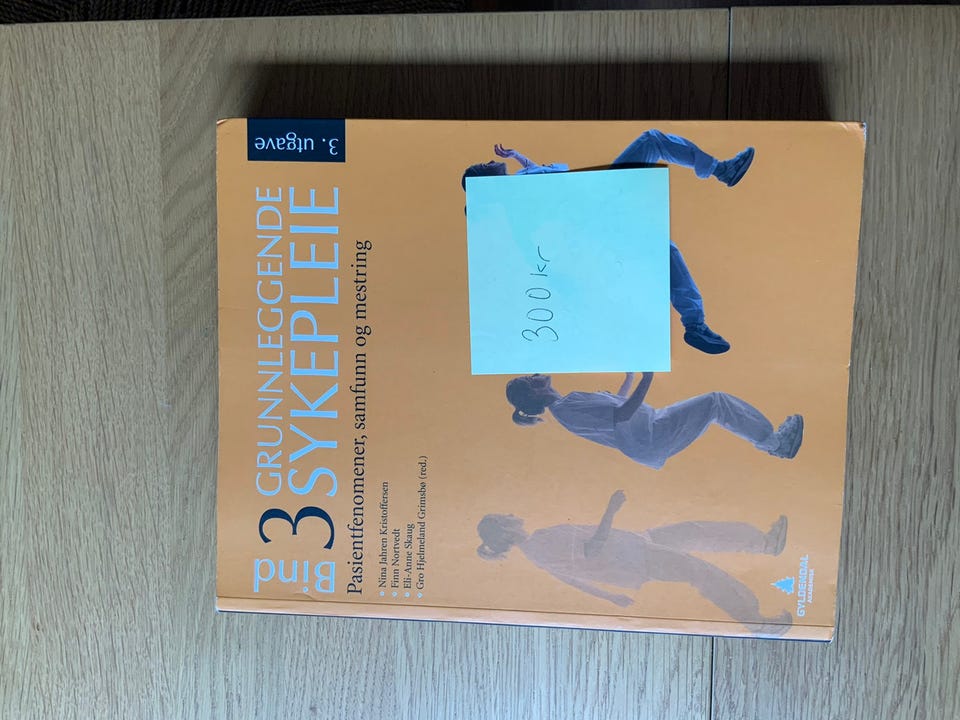 3. utgave
Bind
3 GRUNNLEGGENDE
SYKEPLEIE
Pasientfenomener, samfunn og mestring
Nina Jahren Kristoffersen
Finn Nortvedt
Eli-Anne Skaug
Gro Hjelmeland Grimsbø (red.)
300 kr
GYLDENDAL
AKADEMISK